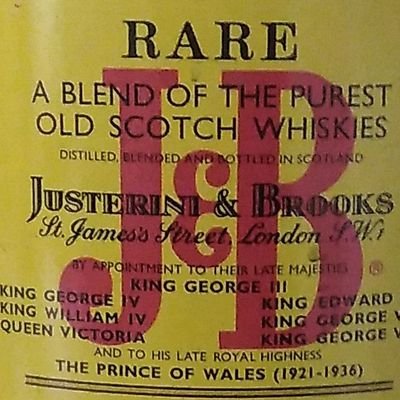 RARE
J&B®
A BLEND OF THE PUREST
OLD SCOTCH WHISKIES
DISTILLED, BLENDED AND BOTTLED IN SCOTLAND
JUSTERINI & BROOKS
St. James's Street, London S.W.1
BY APPOINTMENT TO THEIR LATE MAJESTIES
KING GEORGE III
KING GEORGE IV KING EDWARD
KING WILLIAM IV KING GEORGE V
QUEEN VICTORIA KING GEORGE V
AND TO HIS LATE ROYAL HIGHNESS
THE PRINCE OF WALES (1921-1936)